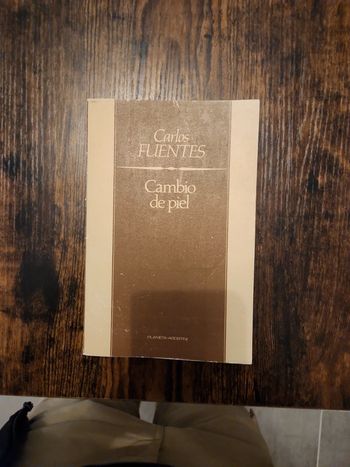 Carlos
FUENTES
Cambio
de piel
PLANETA-AGOSTINI